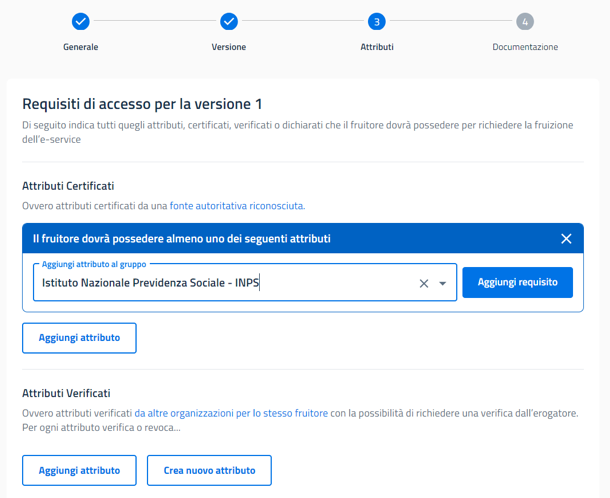 3
4
Generale
Versione
Attributi
Documentazione
Requisiti di accesso per la versione 1
Di seguito indica tutti quegli attributi, certificati, verificati o dichiarati che il fruitore dovrà possedere per richiedere la fruizione
dell'e-service
Attributi Certificati
Ovvero attributi certificati da una fonte autoritativa riconosciuta.
Il fruitore dovrà possedere almeno uno dei seguenti attributi
Aggiungi attributo al gruppo
Istituto Nazionale Previdenza Sociale - INPS
Aggiungi requisito
Aggiungi attributo
Attributi Verificati
Ovvero attributi verificati da altre organizzazioni per lo stesso fruitore con la possibilità di richiedere una verifica dall'erogatore.
Per ogni attributo verifica o revoca...
Aggiungi attributo
Crea nuovo attributo